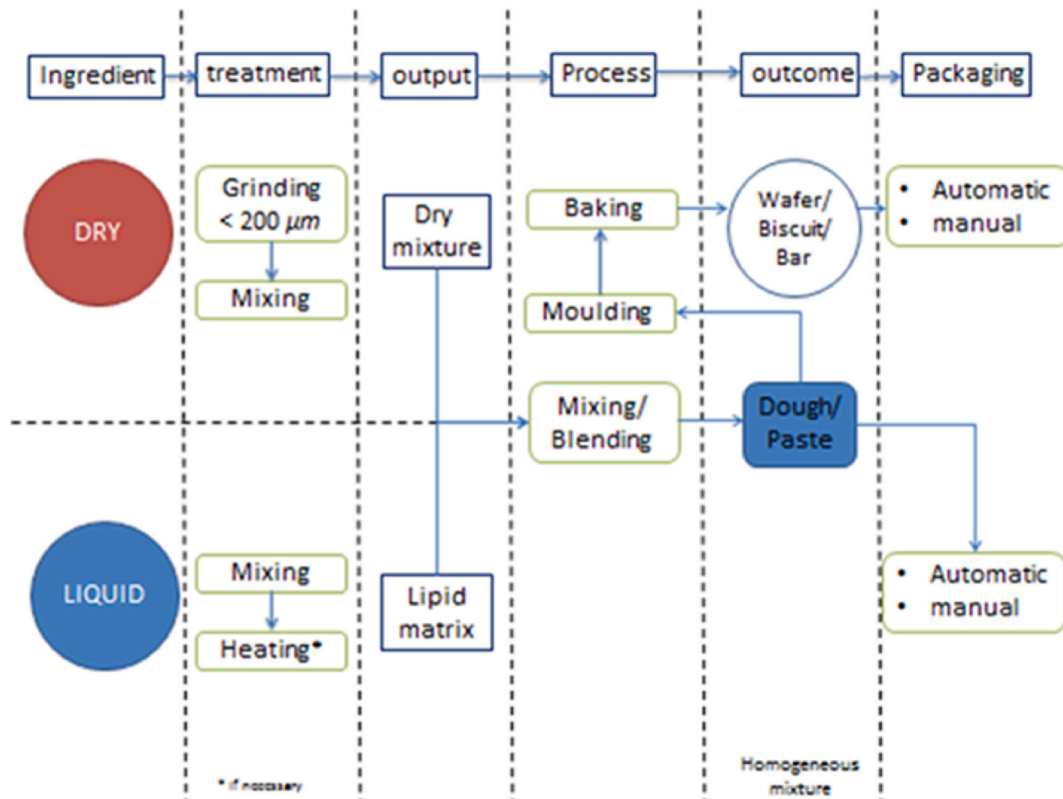 Ingredient
treatment
output
Process
outcome
Packaging
DRY
Grinding
< 200 µm
Mixing
Dry
mixture
Baking
Moulding
Wafer/
Biscuit/
Bar
• Automatic
• manual
Mixing/
Blending
Dough/
Paste
LIQUID
Mixing
Heating*
Lipid
matrix
• Automatic
• manual
* if necessary
Homogeneous
mixture